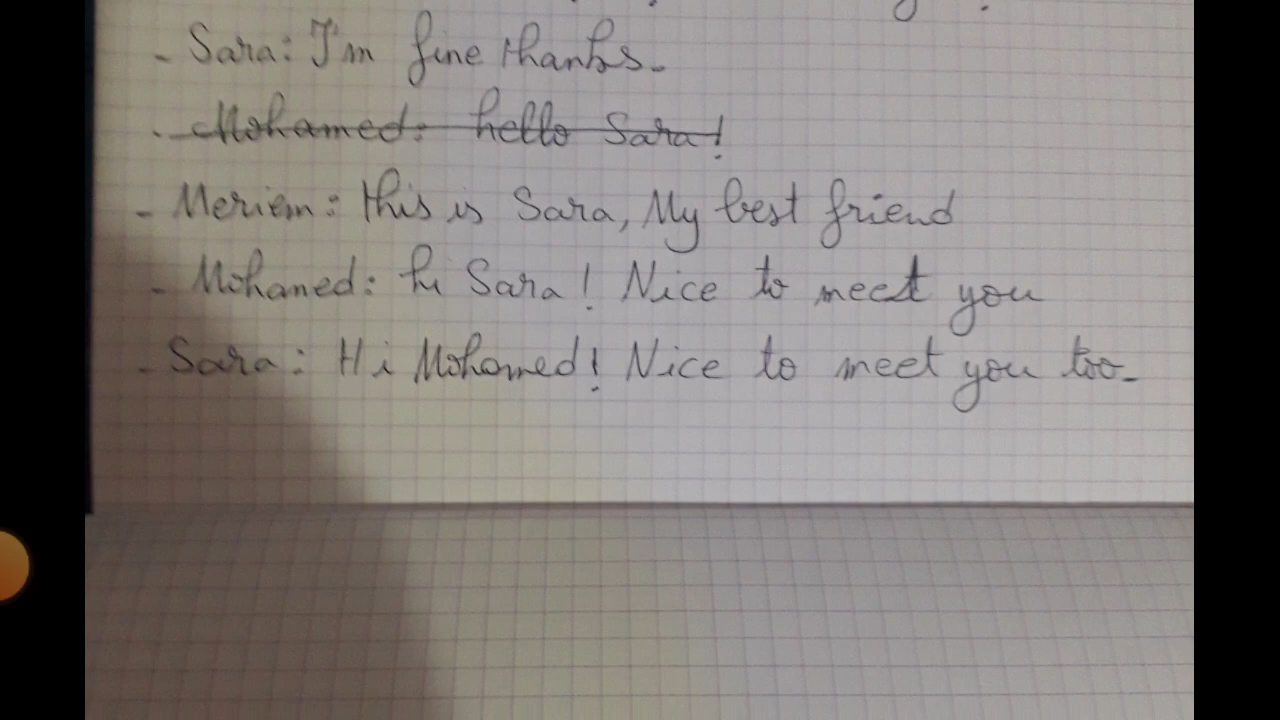 - Sara: I'm fine thanks.
- Mohamed: hello Sara!
- Meriem: this is Sara, My best friend
- Mohamed: hi Sara! Nice to meet you
- Sara: Hi Mohamed! Nice to meet you too.